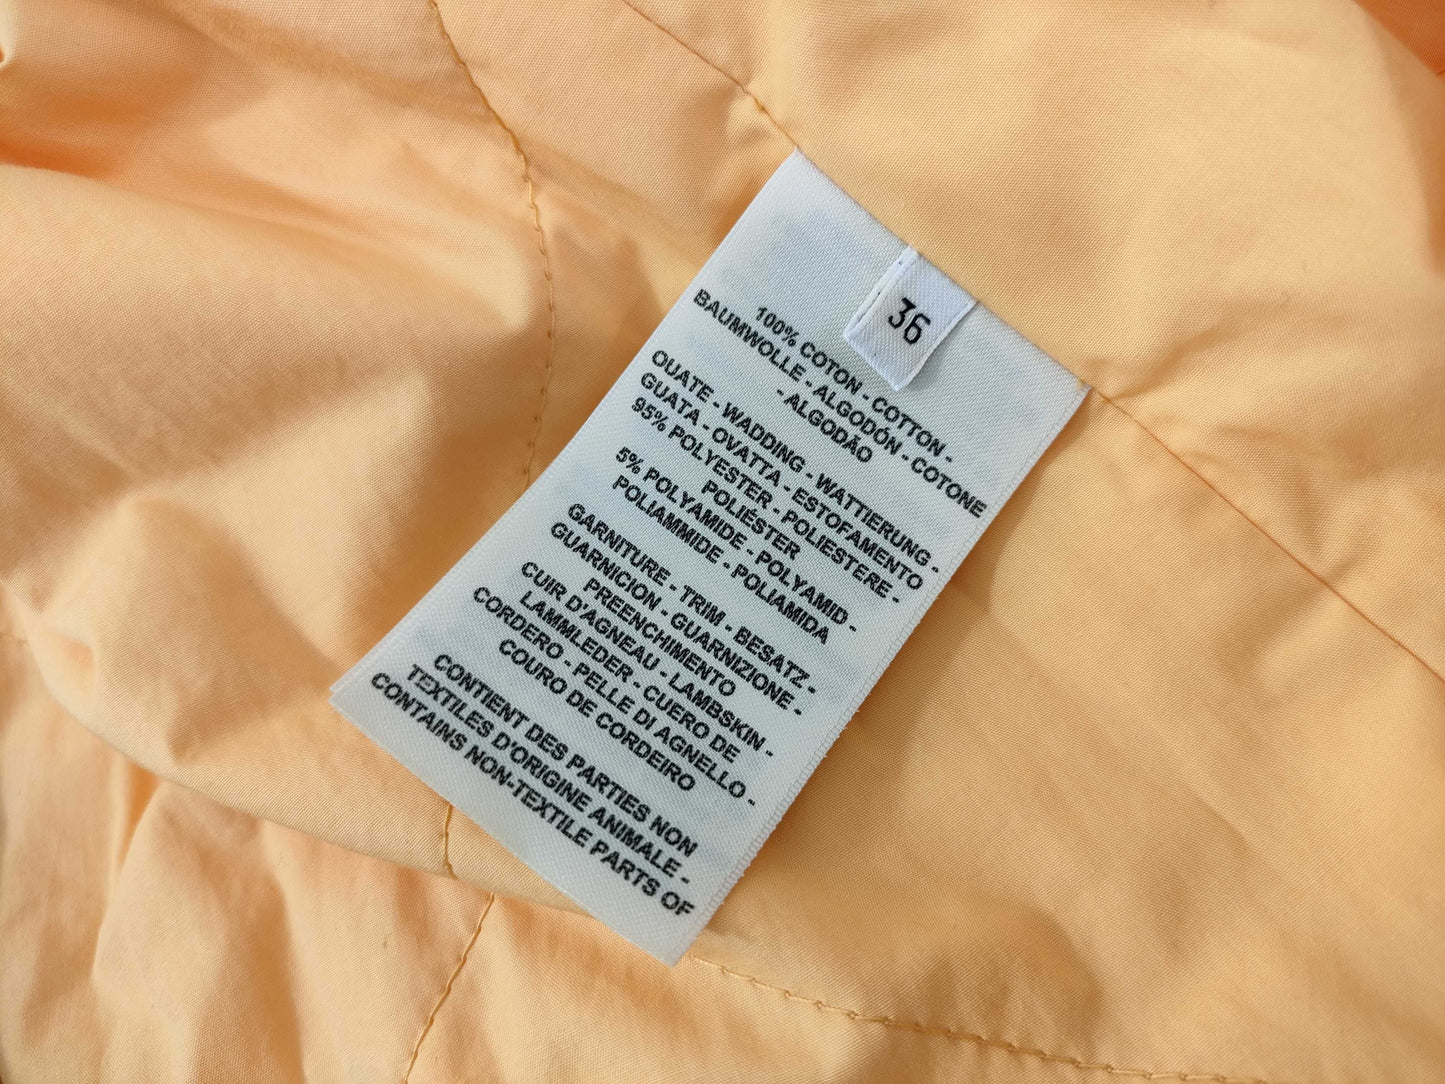 36
100% COTON - COTTON -
BAUMWOLLE - ALGODÓN - COTONE
- ALGODÃO
OUATE - WADDING - WATTIERUNG -
GUATA - OVATTA - ESTOFAMENTO
95% POLYESTER - POLIESTERE -
POLIÉSTER
5% POLYAMIDE - POLYAMID -
POLIAMMIDE - POLIAMIDA
GARNITURE - TRIM - BESATZ -
GUARNICION - GUARNIZIONE -
PREENCHIMENTO
CUIR D'AGNEAU - LAMBSKIN -
LAMMLEDER - CUERO DE
CORDERO - PELLE DI AGNELLO -
COURO DE CORDEIRO
CONTIENT DES PARTIES NON
TEXTILES D'ORIGINE ANIMALE -
CONTAINS NON-TEXTILE PARTS OF